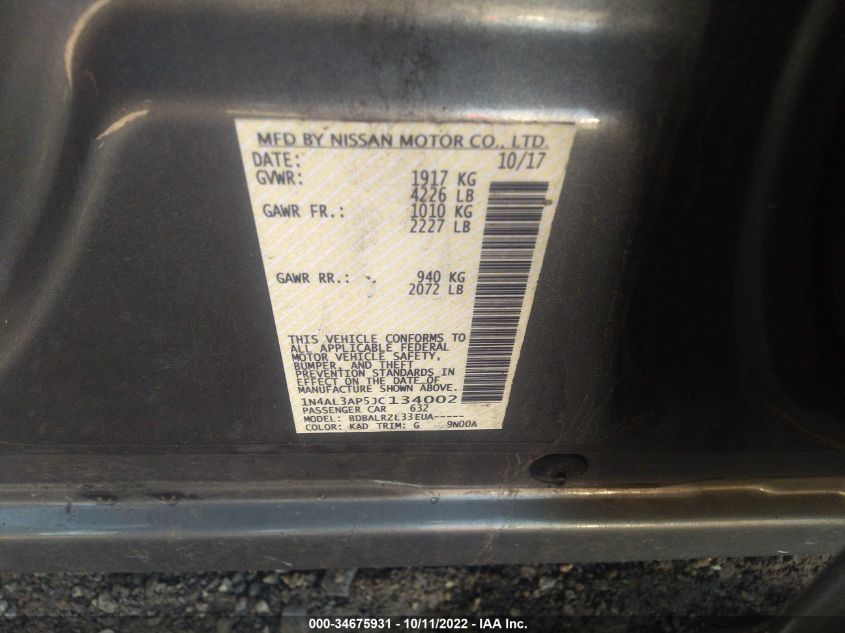 MFD BY NISSAN MOTOR CO., LTD.
DATE: 10/17
GVWR: 1917 KG
4226 LB
GAWR FR.: 1010 KG
2227 LB
GAWR RR.: 940 KG
2072 LB
THIS VEHICLE CONFORMS TO
ALL APPLICABLE FEDERAL
MOTOR VEHICLE SAFETY,
BUMPER, AND THEFT
PREVENTION STANDARDS IN
EFFECT ON THE DATE OF
MANUFACTURE SHOWN ABOVE.
1N4AL3AP5JC134002
PASSENGER CAR 632
MODEL: BDBALRZL33EUA-----
COLOR: KAD TRIM: G 9N00A
000-34675931 - 10/11/2022 - IAA Inc.